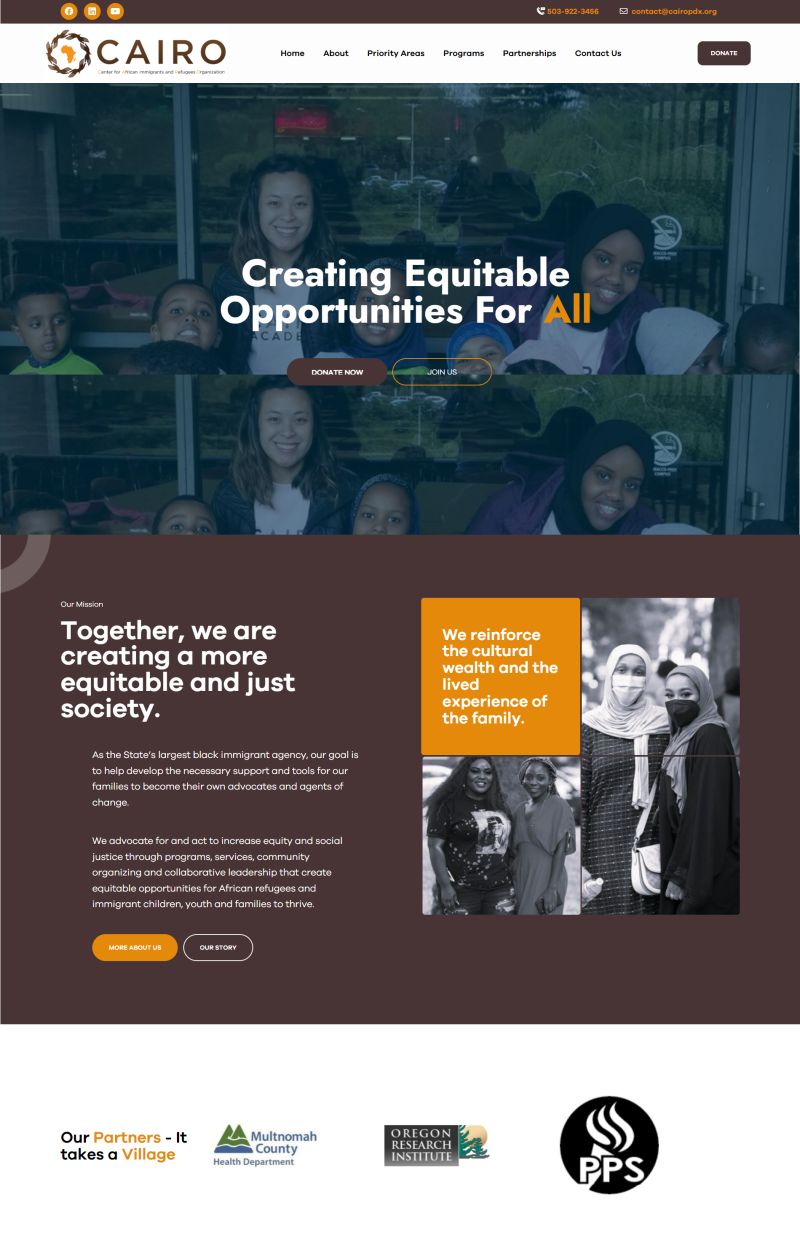 503-922-3456
contact@cairopdx.org
CAIRO
Center for African Immigrants and Refugees Organization
Home
About
Priority Areas
Programs
Partnerships
Contact Us
DONATE
Creating Equitable
Opportunities For All
ACADE
DONATE NOW
JOIN US
Our Mission
Together, we are
creating a more
equitable and just
society.
As the State's largest black immigrant agency, our goal is
to help develop the necessary support and tools for our
families to become their own advocates and agents of
change.
We advocate for and act to increase equity and social
justice through programs, services, community
organizing and collaborative leadership that create
equitable opportunities for African refugees and
immigrant children, youth and families to thrive.
MORE ABOUT US
OUR STORY
We reinforce
the cultural
wealth and the
lived
experience of
the family.
Our Partners - It
takes a Village
Multnomah
County
Health Department
OREGON
RESEARCH
INSTITUTE
PPS